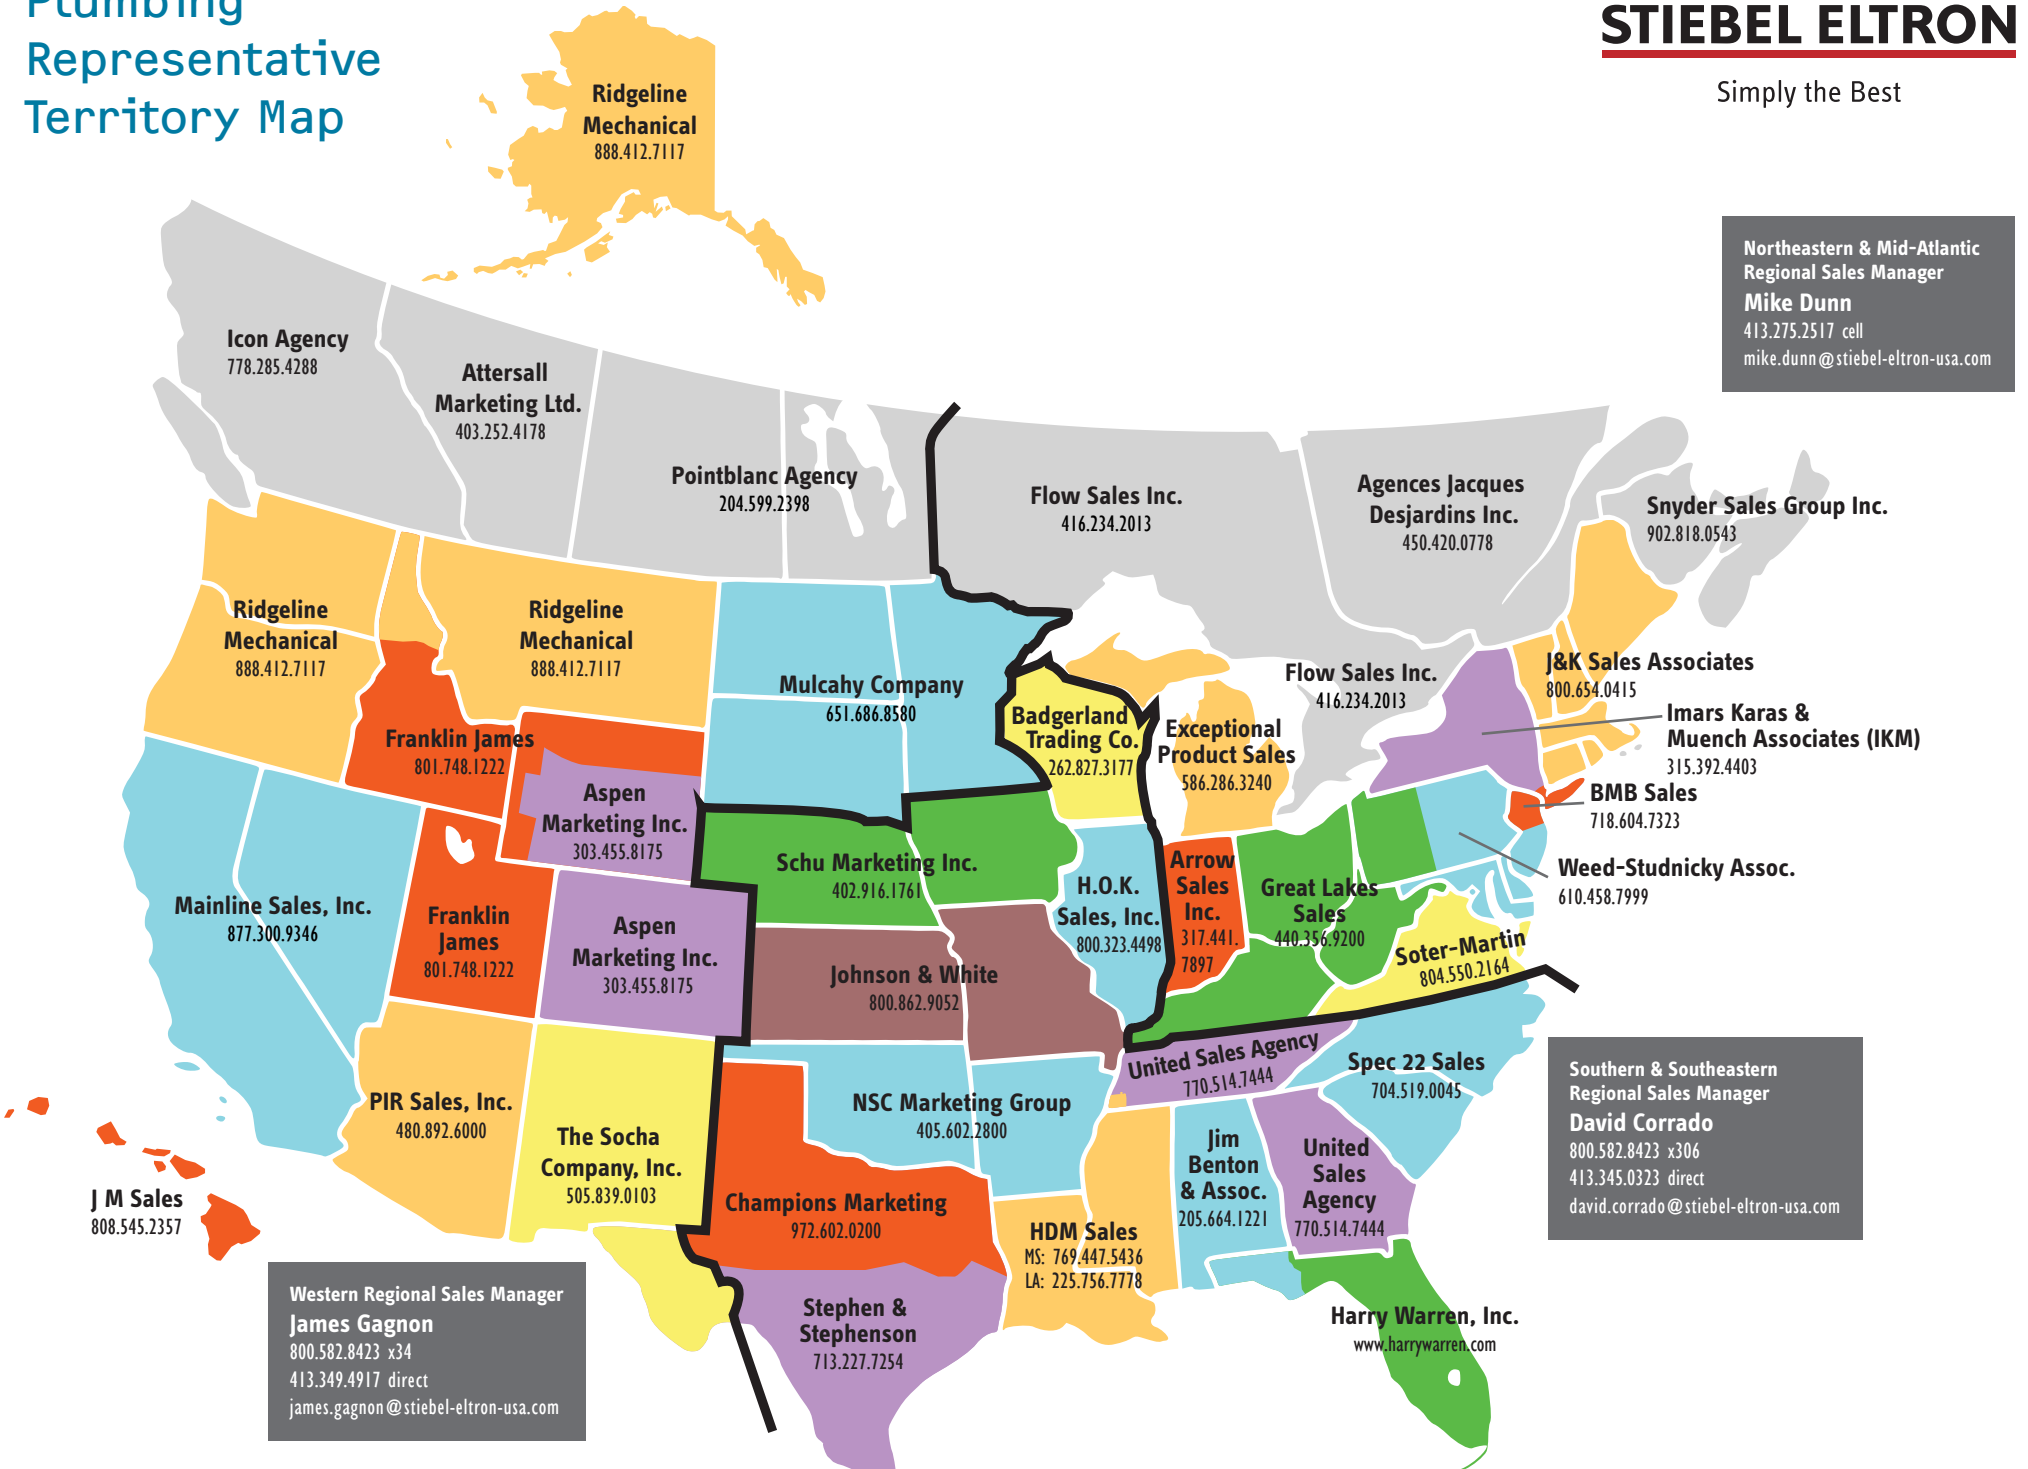 Plumbing
Representative
Territory Map
STIEBEL ELTRON
Simply the Best
Ridgeline
Mechanical
888.412.7117
Northeastern & Mid-Atlantic
Regional Sales Manager
Mike Dunn
413.275.2517 cell
mike.dunn@stiebel-eltron-usa.com
Icon Agency
778.285.4288
Attersall
Marketing Ltd.
403.252.4178
Pointblanc Agency
204.599.2398
Flow Sales Inc.
416.234.2013
Agences Jacques
Desjardins Inc.
450.420.0778
Snyder Sales Group Inc.
902.818.0543
Ridgeline
Mechanical
888.412.7117
Ridgeline
Mechanical
888.412.7117
Mulcahy Company
651.686.8580
Flow Sales Inc.
416.234.2013
J&K Sales Associates
800.654.0415
Imars Karas &
Muench Associates (IKM)
315.392.4403
Badgerland
Trading Co.
262.827.3177
Exceptional
Product Sales
586.286.3240
Franklin James
801.748.1222
Aspen
Marketing Inc.
303.455.8175
BMB Sales
718.604.7323
Schu Marketing Inc.
402.916.1761
H.O.K.
Sales, Inc.
800.323.4498
Arrow
Sales
Inc.
317.441.
7897
Great Lakes
Sales
440.356.9200
Weed-Studnicky Assoc.
610.458.7999
Mainline Sales, Inc.
877.300.9346
Franklin
James
801.748.1222
Aspen
Marketing Inc.
303.455.8175
Johnson & White
800.862.9052
Soter-Martin
804.550.2164
PIR Sales, Inc.
480.892.6000
The Socha
Company, Inc.
505.839.0103
NSC Marketing Group
405.602.2800
United Sales Agency
770.514.7444
Spec 22 Sales
704.519.0045
Southern & Southeastern
Regional Sales Manager
David Corrado
800.582.8423 x306
413.345.0323 direct
david.corrado@stiebel-eltron-usa.com
J M Sales
808.545.2357
Champions Marketing
972.602.0200
HDM Sales
MS: 769.447.5436
LA: 225.756.7778
Jim
Benton
& Assoc.
205.664.1221
United
Sales
Agency
770.514.7444
Western Regional Sales Manager
James Gagnon
800.582.8423 x34
413.349.4917 direct
james.gagnon@stiebel-eltron-usa.com
Stephen &
Stephenson
713.227.7254
Harry Warren, Inc.
www.harrywarren.com